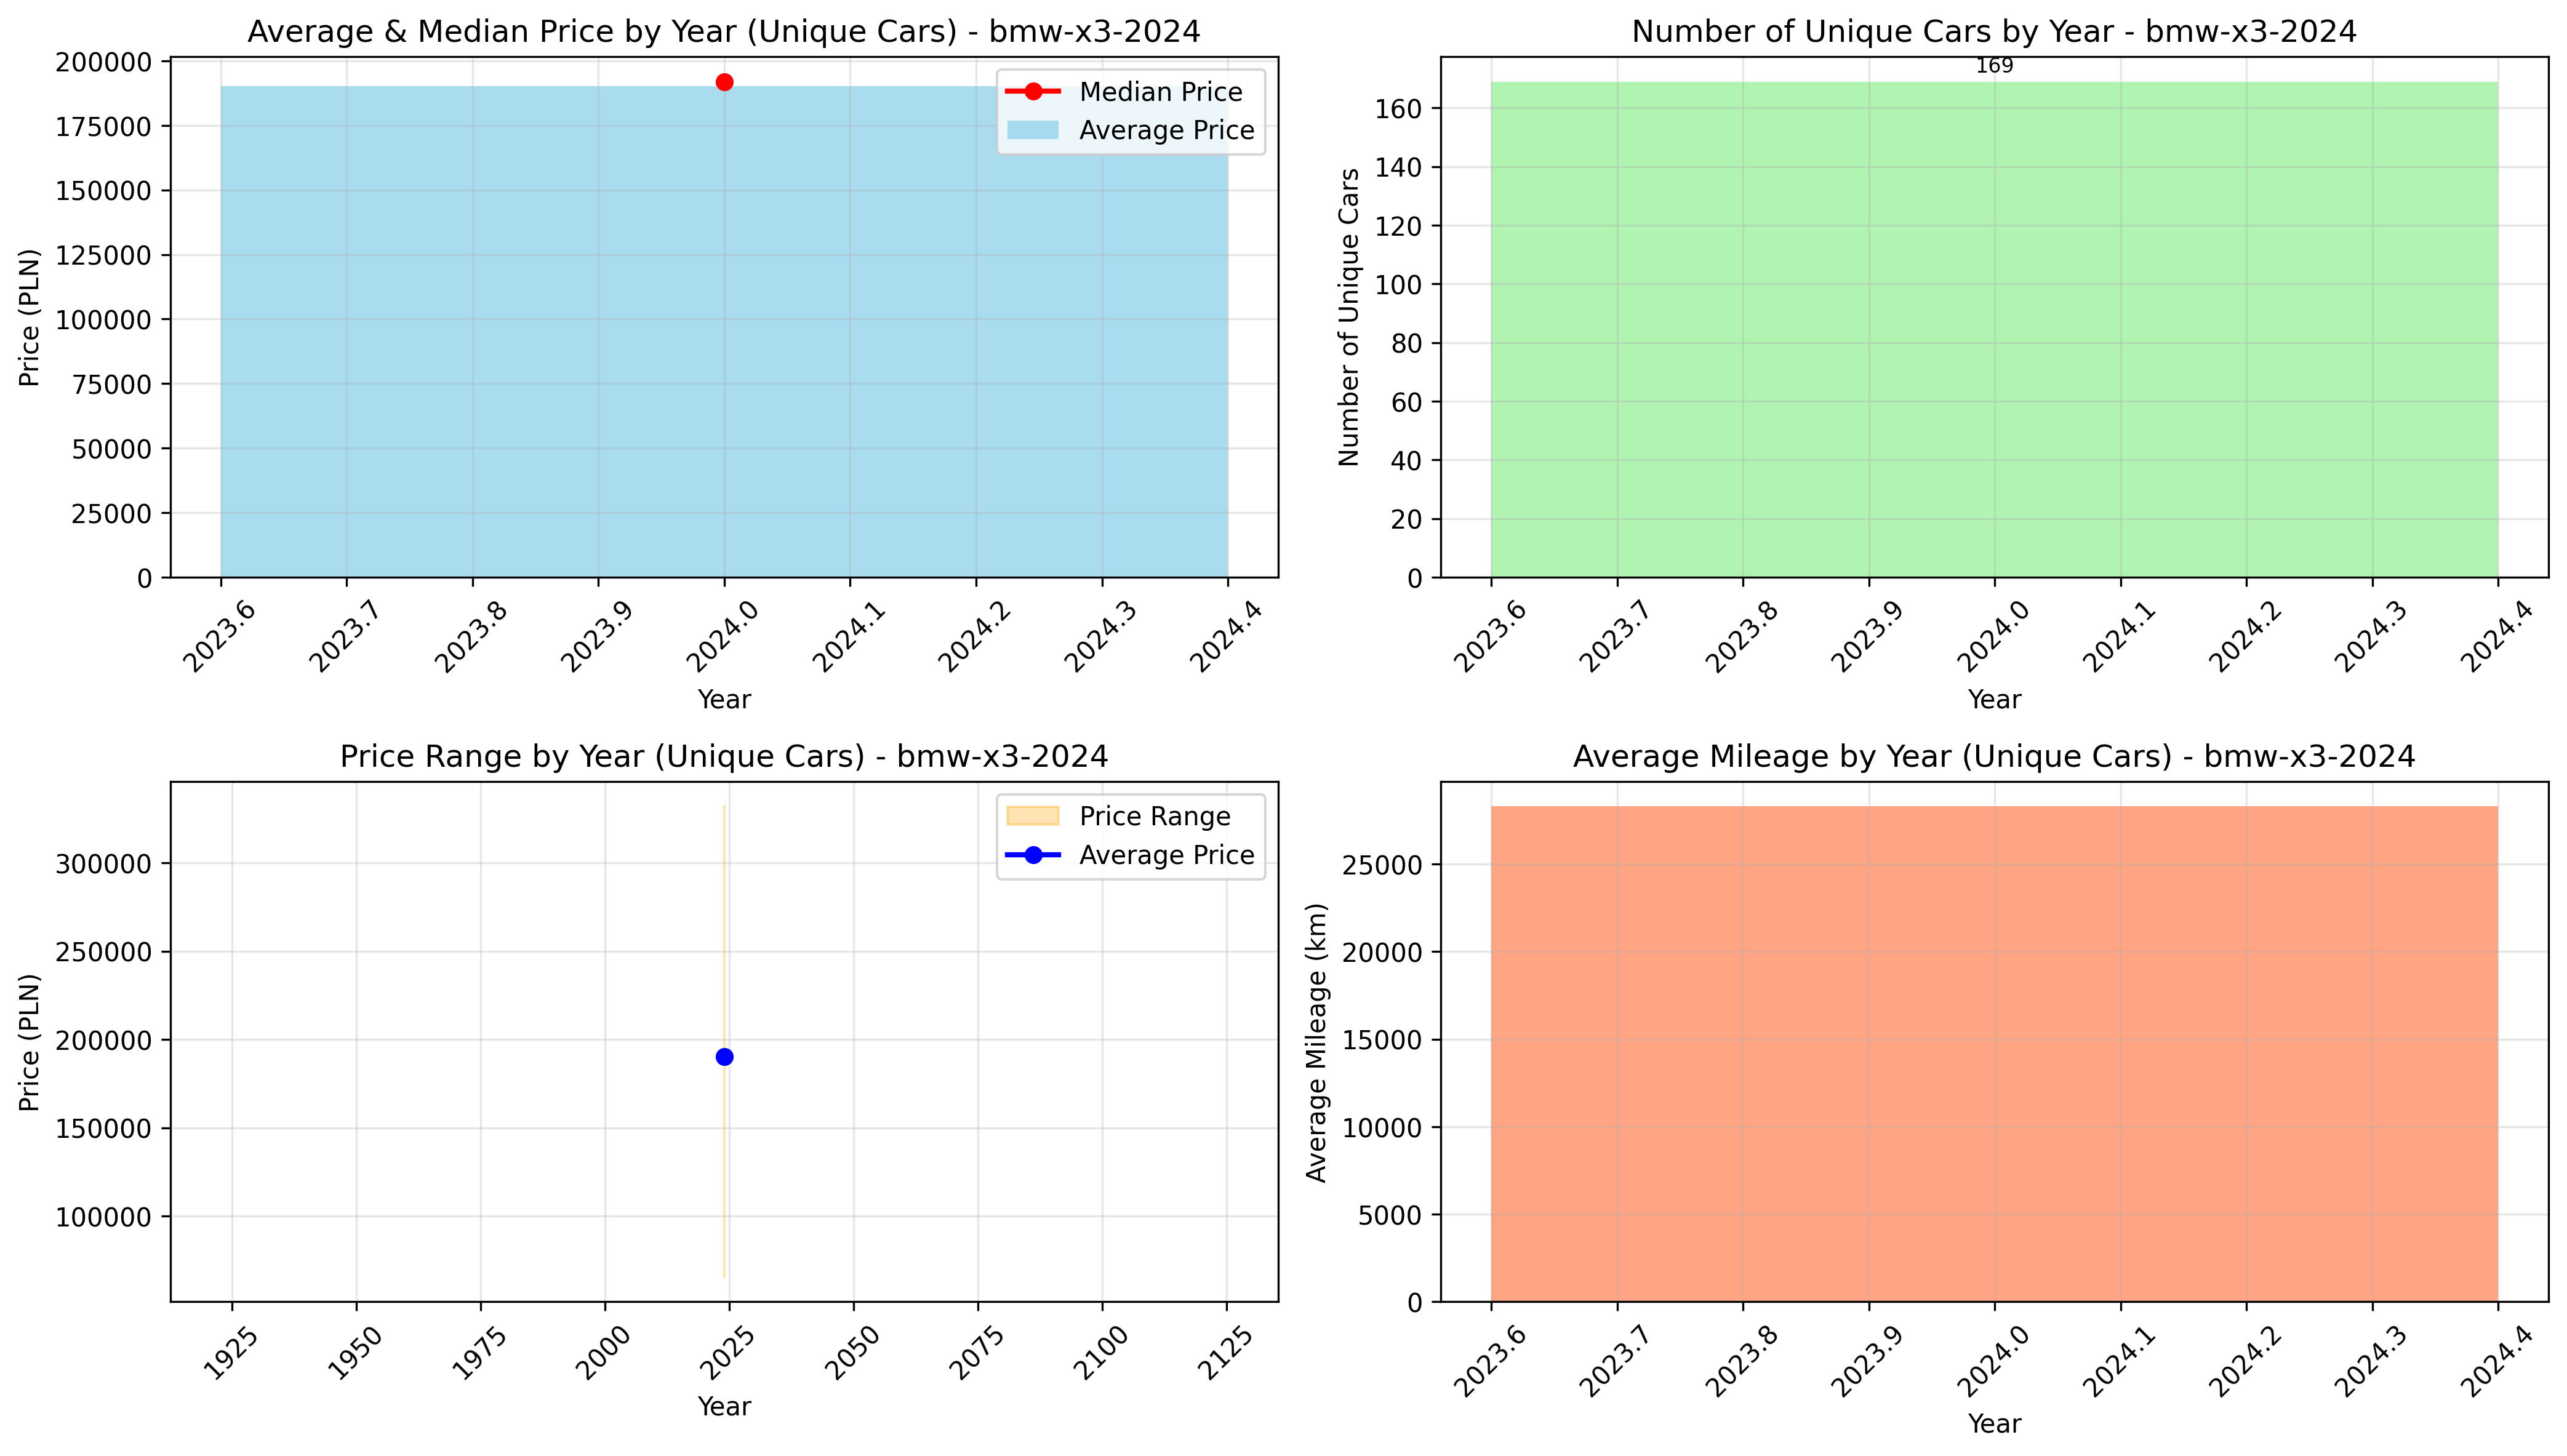 Average & Median Price by Year (Unique Cars) - bmw-x3-2024
200000
175000
150000
125000
100000
75000
50000
25000
0
Price (PLN)
Median Price
Average Price
2023.6 2023.7 2023.8 2023.9 2024.0 2024.1 2024.2 2024.3 2024.4
Year
Number of Unique Cars by Year - bmw-x3-2024
169
160
140
120
100
80
60
40
20
0
Number of Unique Cars
2023.6 2023.7 2023.8 2023.9 2024.0 2024.1 2024.2 2024.3 2024.4
Year
Price Range by Year (Unique Cars) - bmw-x3-2024
300000
250000
200000
150000
100000
Price (PLN)
Price Range
Average Price
1925 1950 1975 2000 2025 2050 2075 2100 2125
Year
Average Mileage by Year (Unique Cars) - bmw-x3-2024
25000
20000
15000
10000
5000
0
Average Mileage (km)
2023.6 2023.7 2023.8 2023.9 2024.0 2024.1 2024.2 2024.3 2024.4
Year